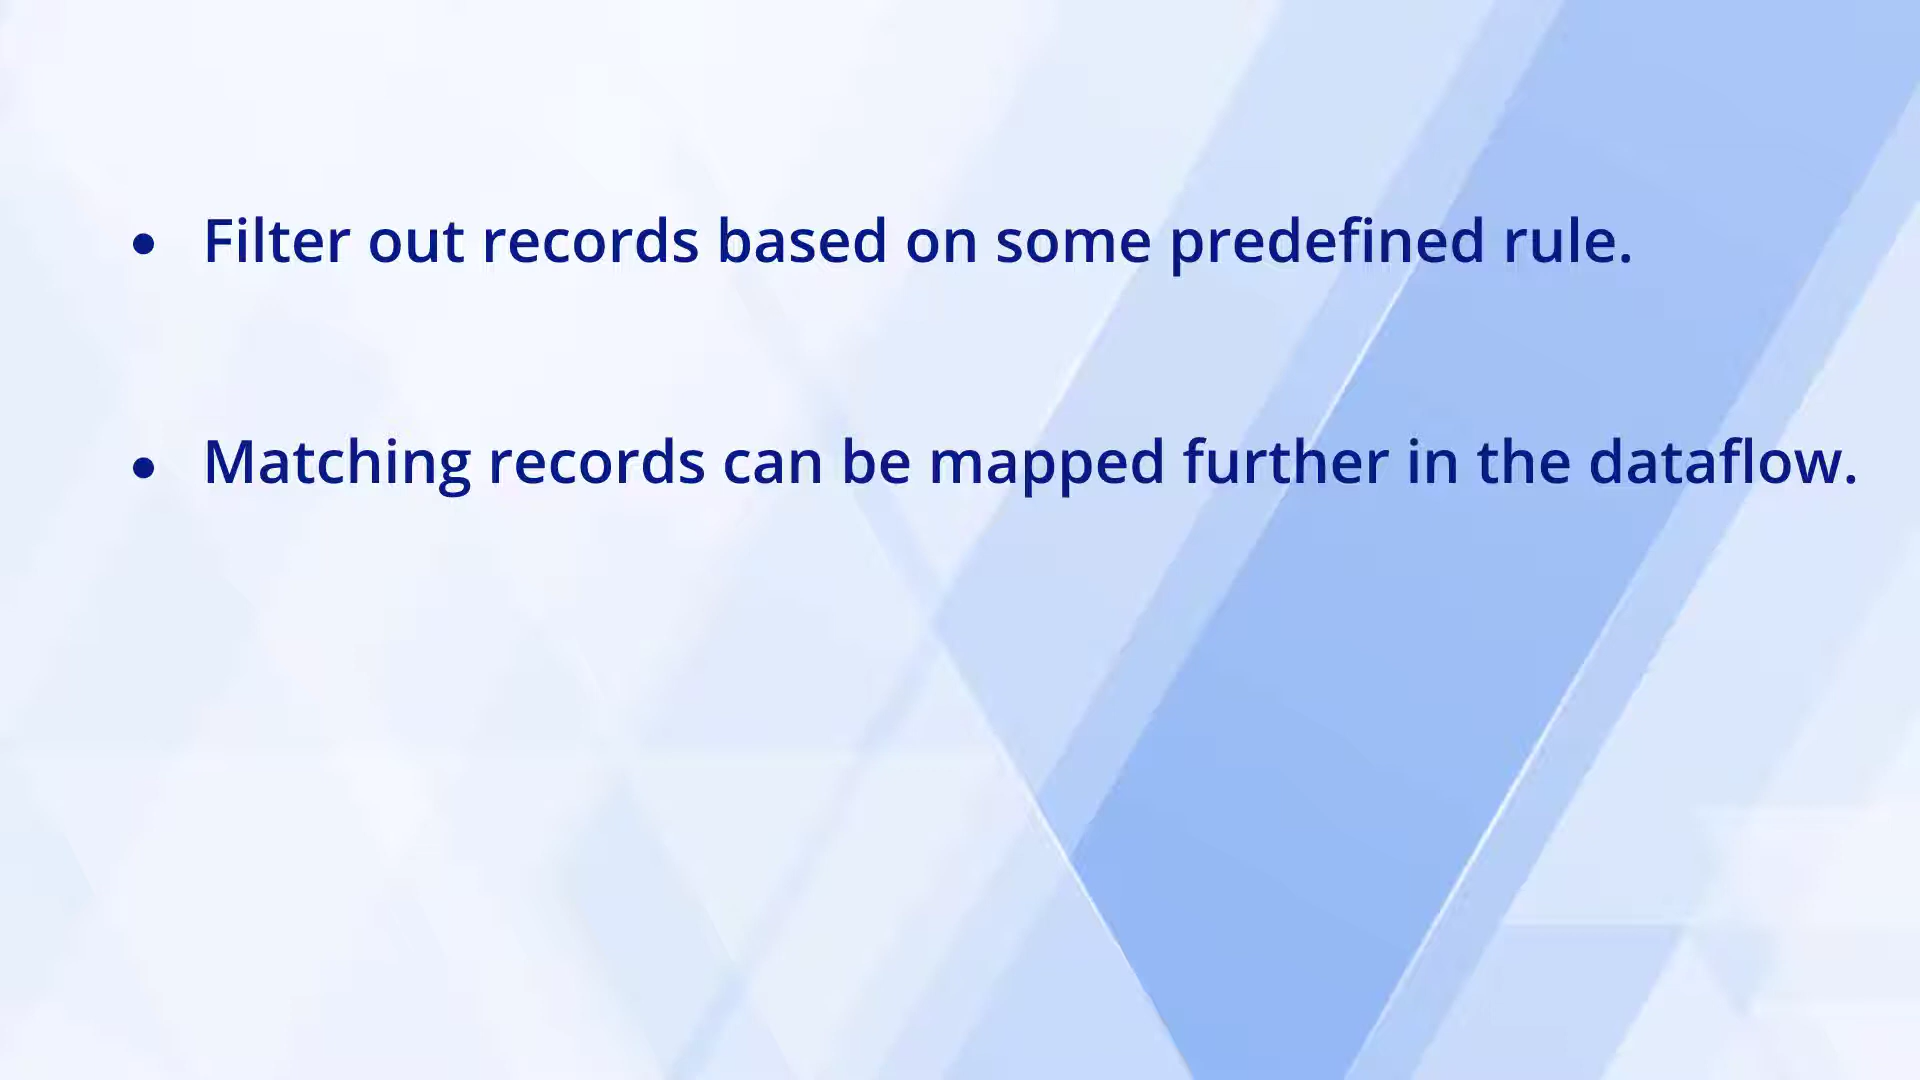 • Filter out records based on some predefined rule.
• Matching records can be mapped further in the dataflow.